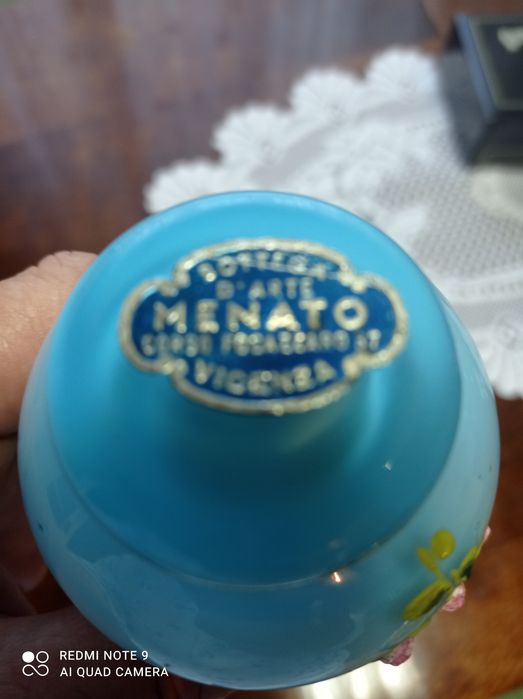 BOTTEGA
D'ARTE
MENATO
CORSO FOGAZZARO 47
VICENZA
REDMI NOTE 9
AI QUAD CAMERA